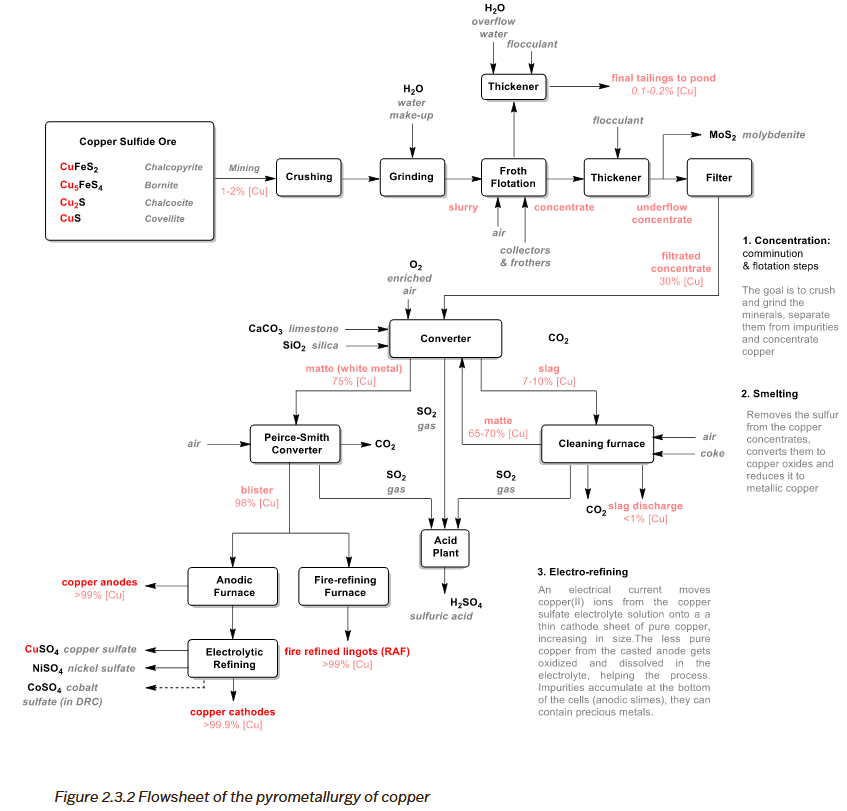 H₂O
overflow
water
flocculant
Thickener
final tailings to pond
0.1-0.2% [Cu]
H₂O
water
make-up
flocculant
MoS₂ molybdenite
Copper Sulfide Ore
CuFeS₂ Chalcopyrite
Cu₅FeS₄ Bornite
Cu₂S Chalcocite
CuS Covellite
Mining
1-2% [Cu]
Crushing
Grinding
slurry
Froth
Flotation
concentrate
Thickener
underflow
concentrate
Filter
air
collectors
& frothers
filtrated
concentrate
30% [Cu]
1. Concentration:
comminution
& flotation steps
The goal is to crush
and grind the
minerals, separate
them from impurities
and concentrate
copper
O₂
enriched
air
CaCO₃ limestone
SiO₂ silica
Converter
CO₂
matte (white metal)
75% [Cu]
slag
7-10% [Cu]
SO₂
gas
matte
65-70% [Cu]
2. Smelting
Removes the sulfur
from the copper
concentrates,
converts them to
copper oxides and
reduces it to
metallic copper
air
Peirce-Smith
Converter
CO₂
Cleaning furnace
air
coke
blister
98% [Cu]
SO₂
gas
SO₂
gas
CO₂
slag discharge
<1% [Cu]
Acid
Plant
H₂SO₄
sulfuric acid
copper anodes
>99% [Cu]
Anodic
Furnace
Fire-refining
Furnace
CuSO₄ copper sulfate
NiSO₄ nickel sulfate
CoSO₄ cobalt
sulfate (in DRC)
Electrolytic
Refining
fire refined lingots (RAF)
>99% [Cu]
copper cathodes
>99.9% [Cu]
3. Electro-refining
An electrical current moves
copper(II) ions from the copper
sulfate electrolyte solution onto a a
thin cathode sheet of pure copper,
increasing in size.The less pure
copper from the casted anode gets
oxidized and dissolved in the
electrolyte, helping the process.
Impurities accumulate at the bottom
of the cells (anodic slimes), they can
contain precious metals.
Figure 2.3.2 Flowsheet of the pyrometallurgy of copper